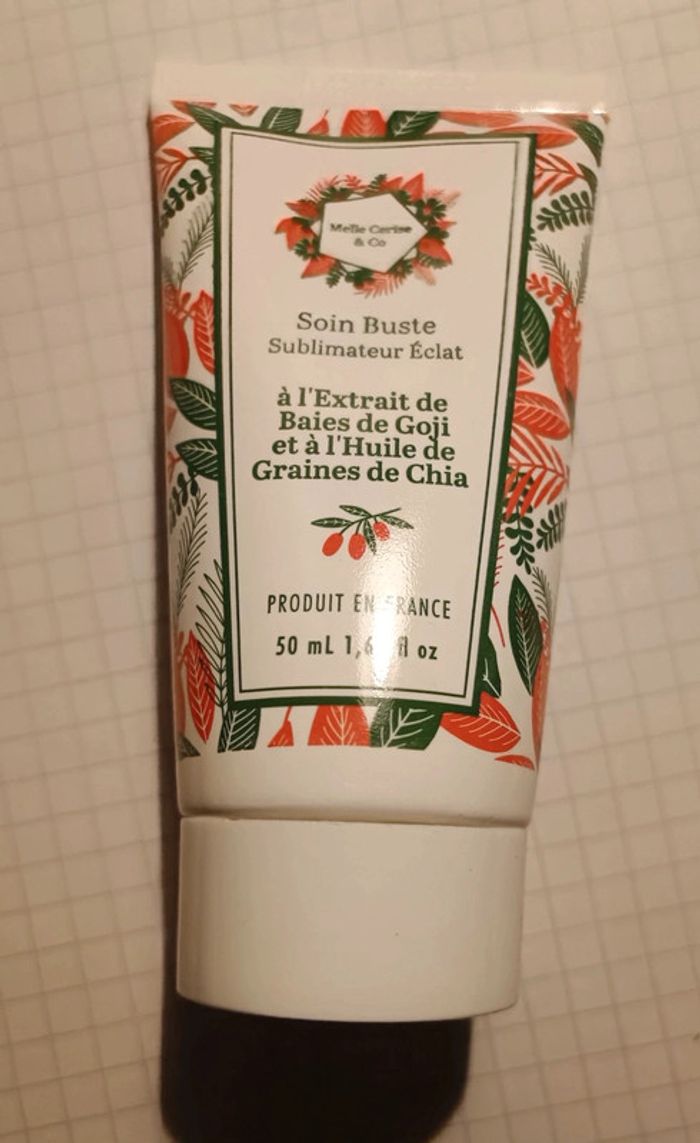 Melle Cerise
& Co
Soin Buste
Sublimateur Éclat
à l'Extrait de
Baies de Goji
et à l'Huile de
Graines de Chia
PRODUIT EN FRANCE
50 mL fl oz